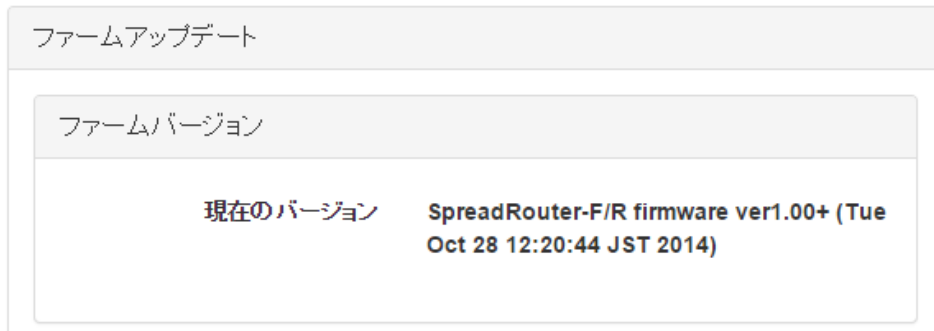 ファームアップデート
ファームバージョン
現在のバージョン SpreadRouter-F/R firmware ver1.00+ (Tue
Oct 28 12:20:44 JST 2014)